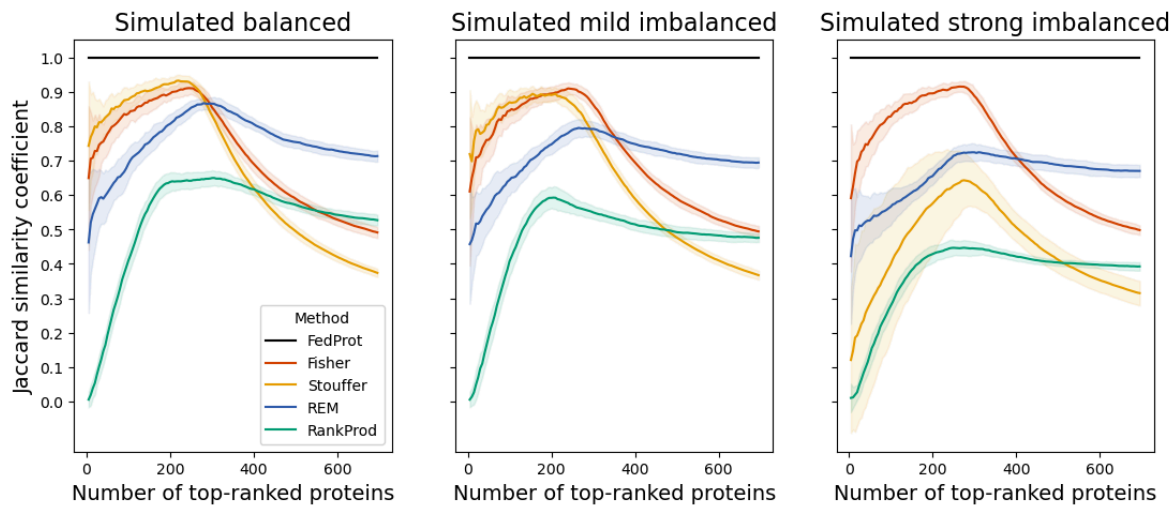 Simulated balanced
Simulated mild imbalanced
Simulated strong imbalanced
Jaccard similarity coefficient
1.0
0.9
0.8
0.7
0.6
0.5
0.4
0.3
0.2
0.1
0.0
Method
FedProt
Fisher
Stouffer
REM
RankProd
0 200 400 600
0 200 400 600
0 200 400 600
Number of top-ranked proteins
Number of top-ranked proteins
Number of top-ranked proteins